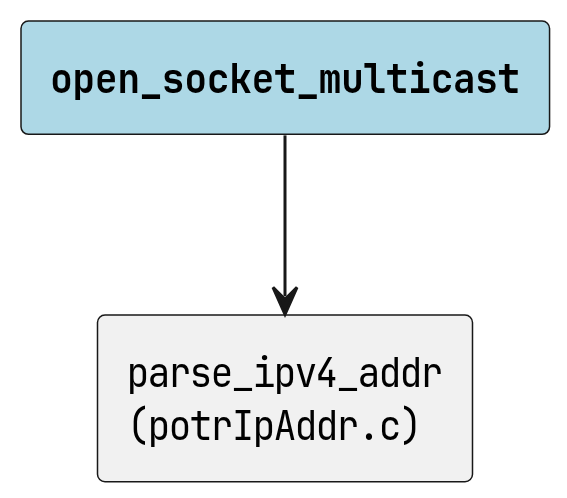 open_socket_multicast
parse_ipv4_addr
(potrIpAddr.c)